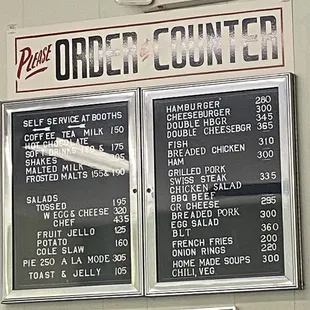 PLEASE ORDER at COUNTER
SELF SERVICE AT BOOTHS
COFFEE TEA MILK 150
HOT CHOCOLATE
SOFT DRINKS 150 & 175
SHAKES 305
MALTED MILK
FROSTED MALTS 155 & 190
SALADS
TOSSED 195
W EGG & CHEESE 320
CHEF 435
FRUIT JELLO 125
POTATO 160
COLE SLAW
PIE 250 A LA MODE 305
TOAST & JELLY 105
HAMBURGER 280
CHEESEBURGER 300
DOUBLE HBGR 345
DOUBLE CHEESEBGR 365
FISH 310
BREADED CHICKEN
HAM 300
GRILLED PORK
SWISS STEAK 335
CHICKEN SALAD
BBQ BEEF
GR CHEESE 295
BREADED PORK 300
EGG SALAD
BLT 360
FRENCH FRIES 200
ONION RINGS 220
HOME MADE SOUPS 300
CHILI, VEG